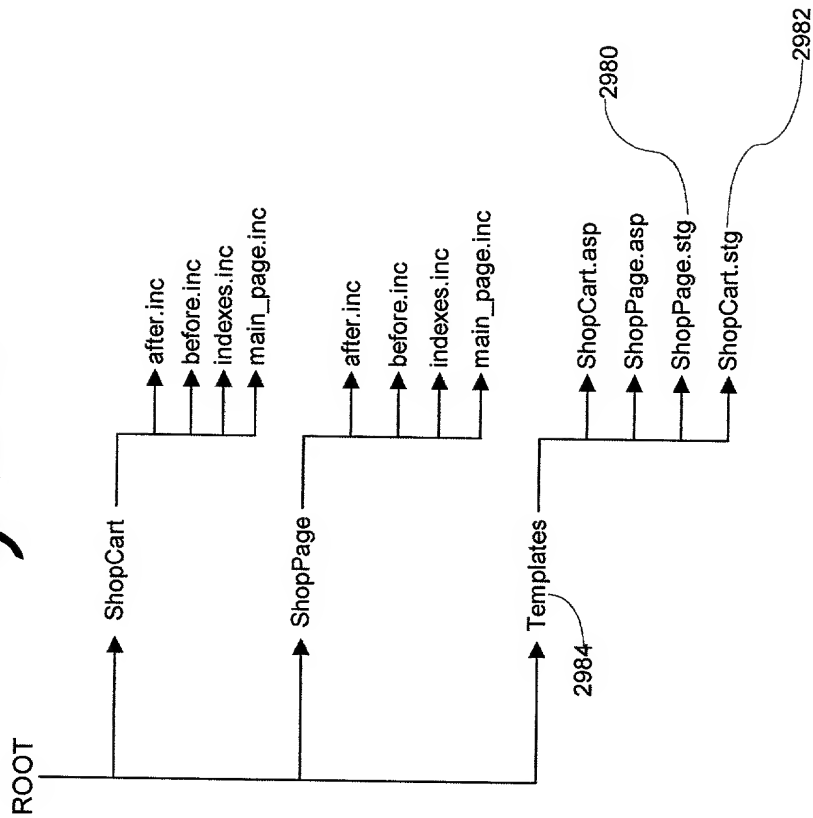 ROOT
ShopCart
after.inc
before.inc
indexes.inc
main_page.inc
ShopPage
after.inc
before.inc
indexes.inc
main_page.inc
Templates
2984
ShopCart.asp
ShopPage.asp
ShopPage.stg
2980
ShopCart.stg
2982